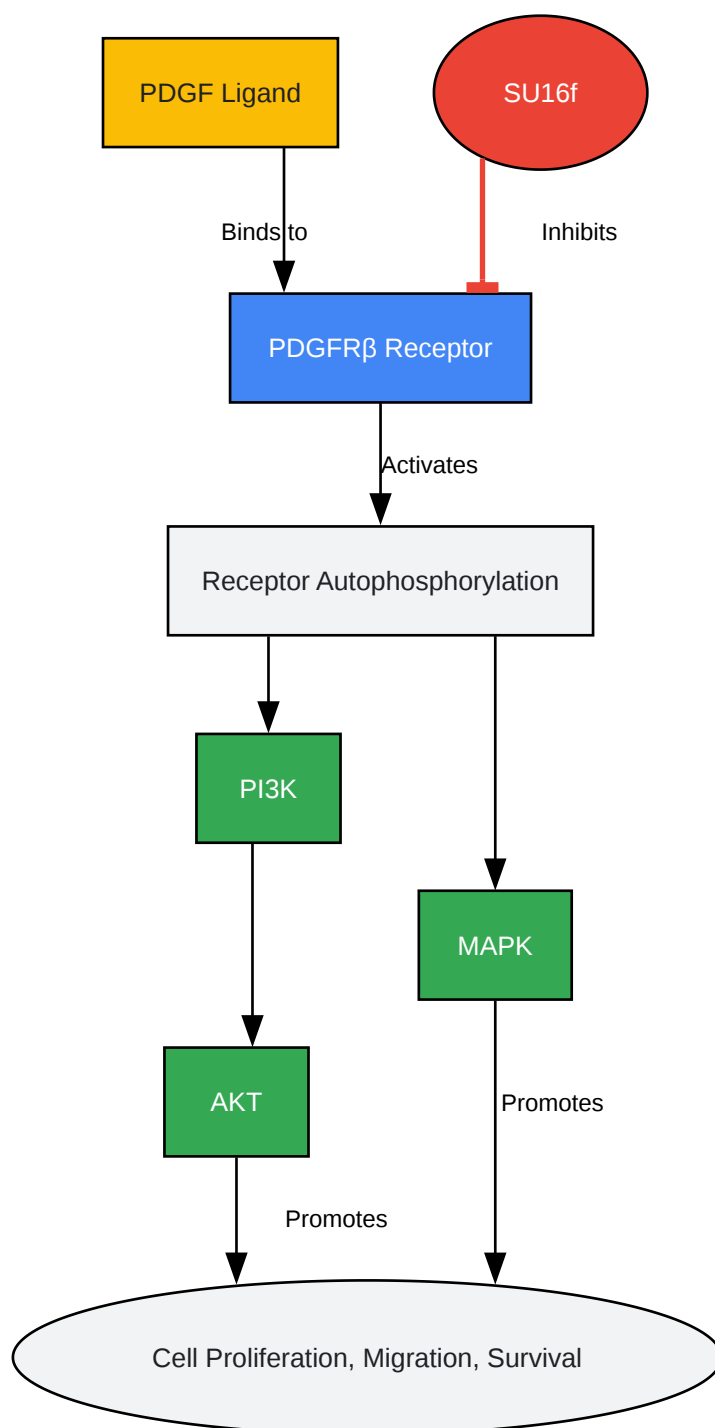 PDGF Ligand
SU16f
Binds to
Inhibits
PDGFRβ Receptor
Activates
Receptor Autophosphorylation
PI3K
MAPK
AKT
Promotes
Promotes
Cell Proliferation, Migration, Survival